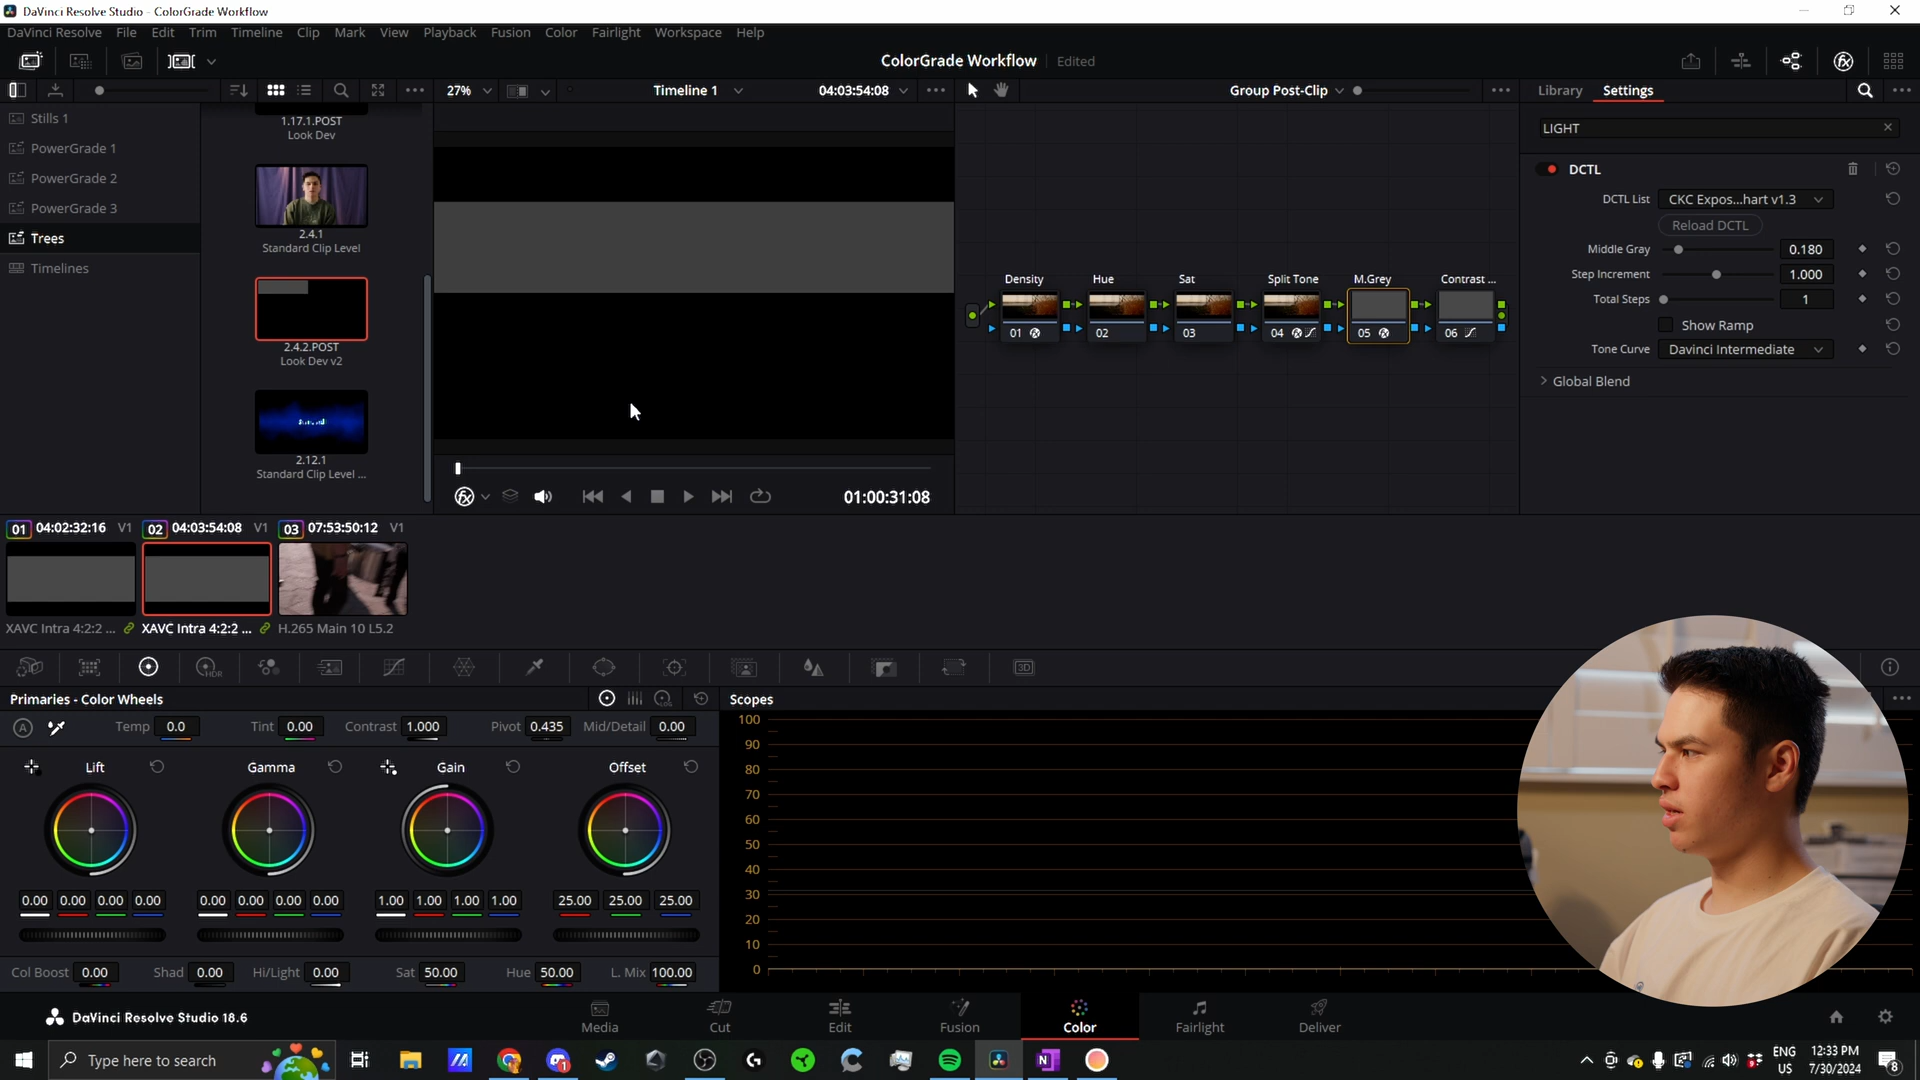 DaVinci Resolve Studio - ColorGrade Workflow
DaVinci Resolve File Edit Trim Timeline Clip Mark View Playback Fusion Color Fairlight Workspace Help
ColorGrade Workflow Edited
27% Timeline 1 04:03:54:08 Group Post-Clip Library Settings
Stills 1
PowerGrade 1
PowerGrade 2
PowerGrade 3
Trees
Timelines
1.17.1.POST
Look Dev
2.4.1
Standard Clip Level
2.4.2.POST
Look Dev v2
2.12.1
Standard Clip Level ...
01:00:31:08
Density Hue Sat Split Tone M.Grey Contrast ...
01 02 03 04 05 06
LIGHT
DCTL
DCTL List CKC Expos...hart v1.3
Reload DCTL
Middle Gray 0.180
Step Increment 1.000
Total Steps 1
Show Ramp
Tone Curve Davinci Intermediate
Global Blend
01 04:02:32:16 V1 02 04:03:54:08 V1 03 07:53:50:12 V1
XAVC Intra 4:2:2 ... XAVC Intra 4:2:2 ... H.265 Main 10 L5.2
HDR
3D
Primaries - Color Wheels
LOG
A Temp 0.0 Tint 0.00 Contrast 1.000 Pivot 0.435 Mid/Detail 0.00
Lift Gamma Gain Offset
0.00 0.00 0.00 0.00 0.00 0.00 0.00 0.00 1.00 1.00 1.00 1.00 25.00 25.00 25.00
Col Boost 0.00 Shad 0.00 Hi/Light 0.00 Sat 50.00 Hue 50.00 L. Mix 100.00
Scopes
100
90
80
70
60
50
40
30
20
10
0
DaVinci Resolve Studio 18.6
Media Cut Edit Fusion Color Fairlight Deliver
Type here to search
ENG
US
12:33 PM
7/30/2024
8